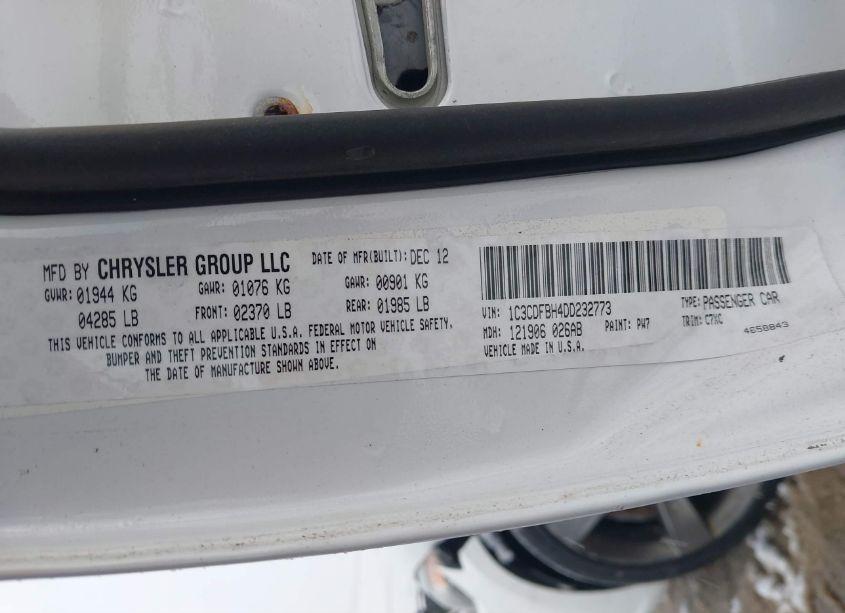 MFD BY CHRYSLER GROUP LLC DATE OF MFR(BUILT): DEC 12
GVWR: 01944 KG GAWR: 01076 KG GAWR: 00901 KG
04285 LB FRONT: 02370 LB REAR: 01985 LB
THIS VEHICLE CONFORMS TO ALL APPLICABLE U.S.A. FEDERAL MOTOR VEHICLE SAFETY,
BUMPER AND THEFT PREVENTION STANDARDS IN EFFECT ON
THE DATE OF MANUFACTURE SHOWN ABOVE.
VIN: 1C3CDFBH4DD232773 TYPE: PASSENGER CAR
MDH: 121906 026AB PAINT: PW7 TRIM: C7XC
VEHICLE MADE IN U.S.A. 4658843